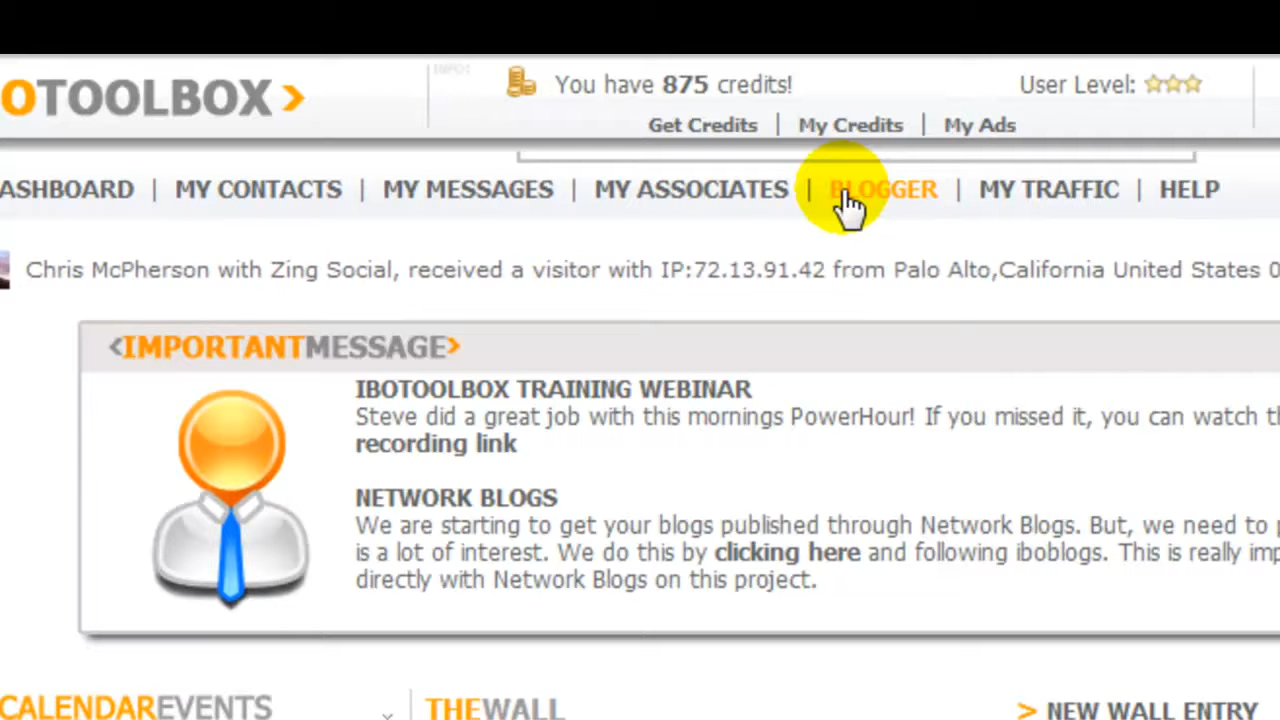 OTOOLBOX >
INFO:
You have 875 credits!
User Level:
Get Credits | My Credits | My Ads
ASHBOARD | MY CONTACTS | MY MESSAGES | MY ASSOCIATES | BLOGGER | MY TRAFFIC | HELP
Chris McPherson with Zing Social, received a visitor with IP:72.13.91.42 from Palo Alto,California United States 0
<IMPORTANTMESSAGE>
IBOTOOLBOX TRAINING WEBINAR
Steve did a great job with this mornings PowerHour! If you missed it, you can watch th
recording link
NETWORK BLOGS
We are starting to get your blogs published through Network Blogs. But, we need to p
is a lot of interest. We do this by clicking here and following iboblogs. This is really imp
directly with Network Blogs on this project.
CALENDAREVENTS
THEWALL
> NEW WALL ENTRY